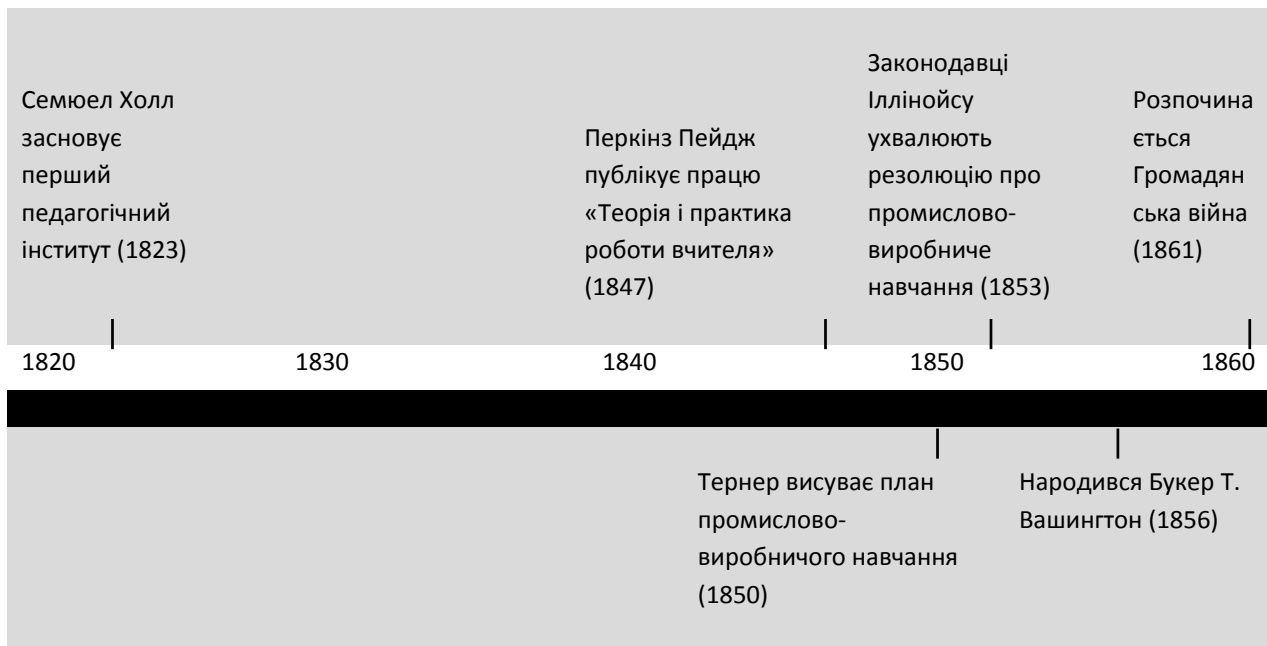 Семюел Холл
засновує
перший
педагогічний
інститут (1823)
Перкінз Пейдж
публікує працю
«Теорія і практика
роботи вчителя»
(1847)
Законодавці
Іллінойсу
ухвалюють
резолюцію про
промислово-
виробниче
навчання (1853)
Розпочина
ється
Громадян
ська війна
(1861)
1820 1830 1840 1850 1860
Тернер висуває план
промислово-
виробничого навчання
(1850)
Народився Букер Т.
Вашингтон (1856)